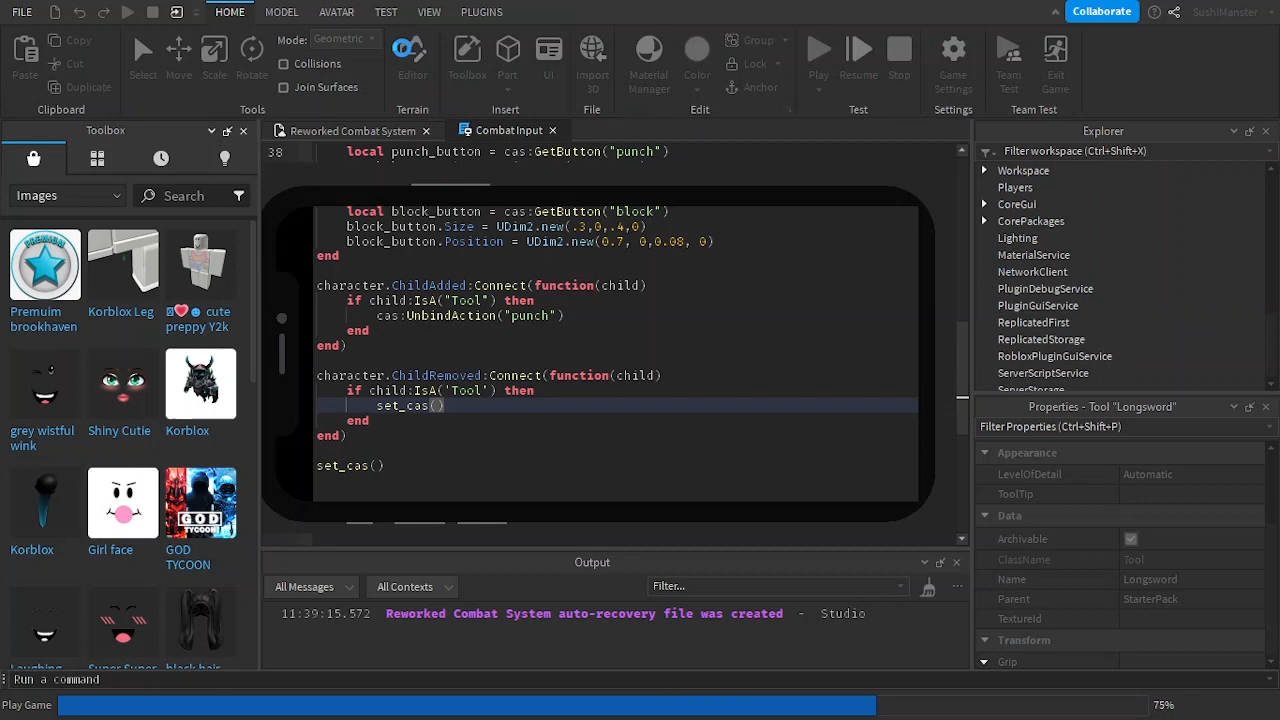 FILE HOME MODEL AVATAR TEST VIEW PLUGINS Collaborate SushiManster
Paste Copy Cut Duplicate Clipboard
Select Move Scale Rotate Mode: Geometric Collisions Join Surfaces Tools
Editor Terrain
Toolbox Part UI Insert
Import 3D File
Material Manager Color Group Lock Anchor Edit
Play Resume Stop Test
Game Settings Settings
Team Test Exit Game Team Test
Toolbox
Images Search
Premuim brookhaven
Korblox Leg
cute preppy Y2k
grey wistful wink
Shiny Cutie
Korblox
Korblox
Girl face
GOD TYCOON
GOD TYCOON
Laughing
Super Super
black hair
Reworked Combat System × Combat Input ×
38 local punch_button = cas:GetButton("punch")
local block_button = cas:GetButton("block")
block_button.Size = UDim2.new(.3,0,.4,0)
block_button.Position = UDim2.new(0.7, 0,0.08, 0)
end
character.ChildAdded:Connect(function(child)
if child:IsA("Tool") then
cas:UnbindAction("punch")
end
end)
character.ChildRemoved:Connect(function(child)
if child:IsA('Tool') then
set_cas()
end
end)
set_cas()
Output
All Messages All Contexts Filter...
11:39:15.572 Reworked Combat System auto-recovery file was created - Studio
Explorer
Filter workspace (Ctrl+Shift+X)
Workspace
Players
CoreGui
CorePackages
Lighting
MaterialService
NetworkClient
PluginDebugService
PluginGuiService
ReplicatedFirst
ReplicatedStorage
RobloxPluginGuiService
ServerScriptService
ServerStorage
Properties - Tool "Longsword"
Filter Properties (Ctrl+Shift+P)
Appearance
LevelOfDetail Automatic
ToolTip
Data
Archivable
ClassName Tool
Name Longsword
Parent StarterPack
TextureId
Transform
Grip
Run a command
Play Game 75%